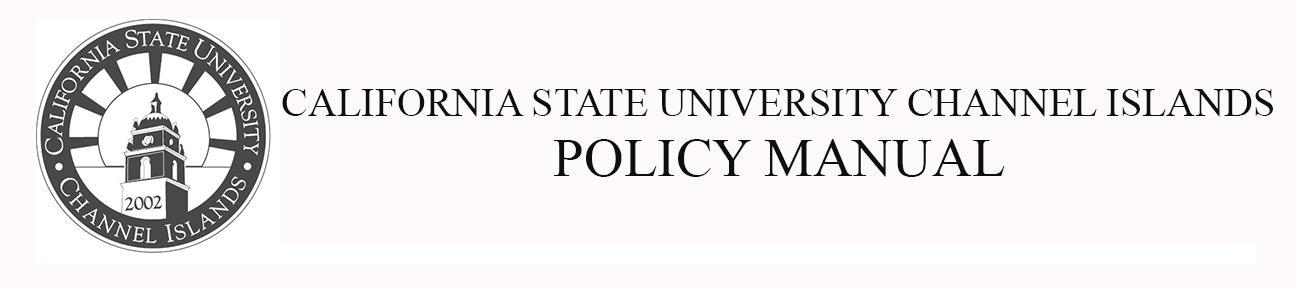 CALIFORNIA STATE UNIVERSITY
CHANNEL ISLANDS
2002
CALIFORNIA STATE UNIVERSITY CHANNEL ISLANDS
POLICY MANUAL